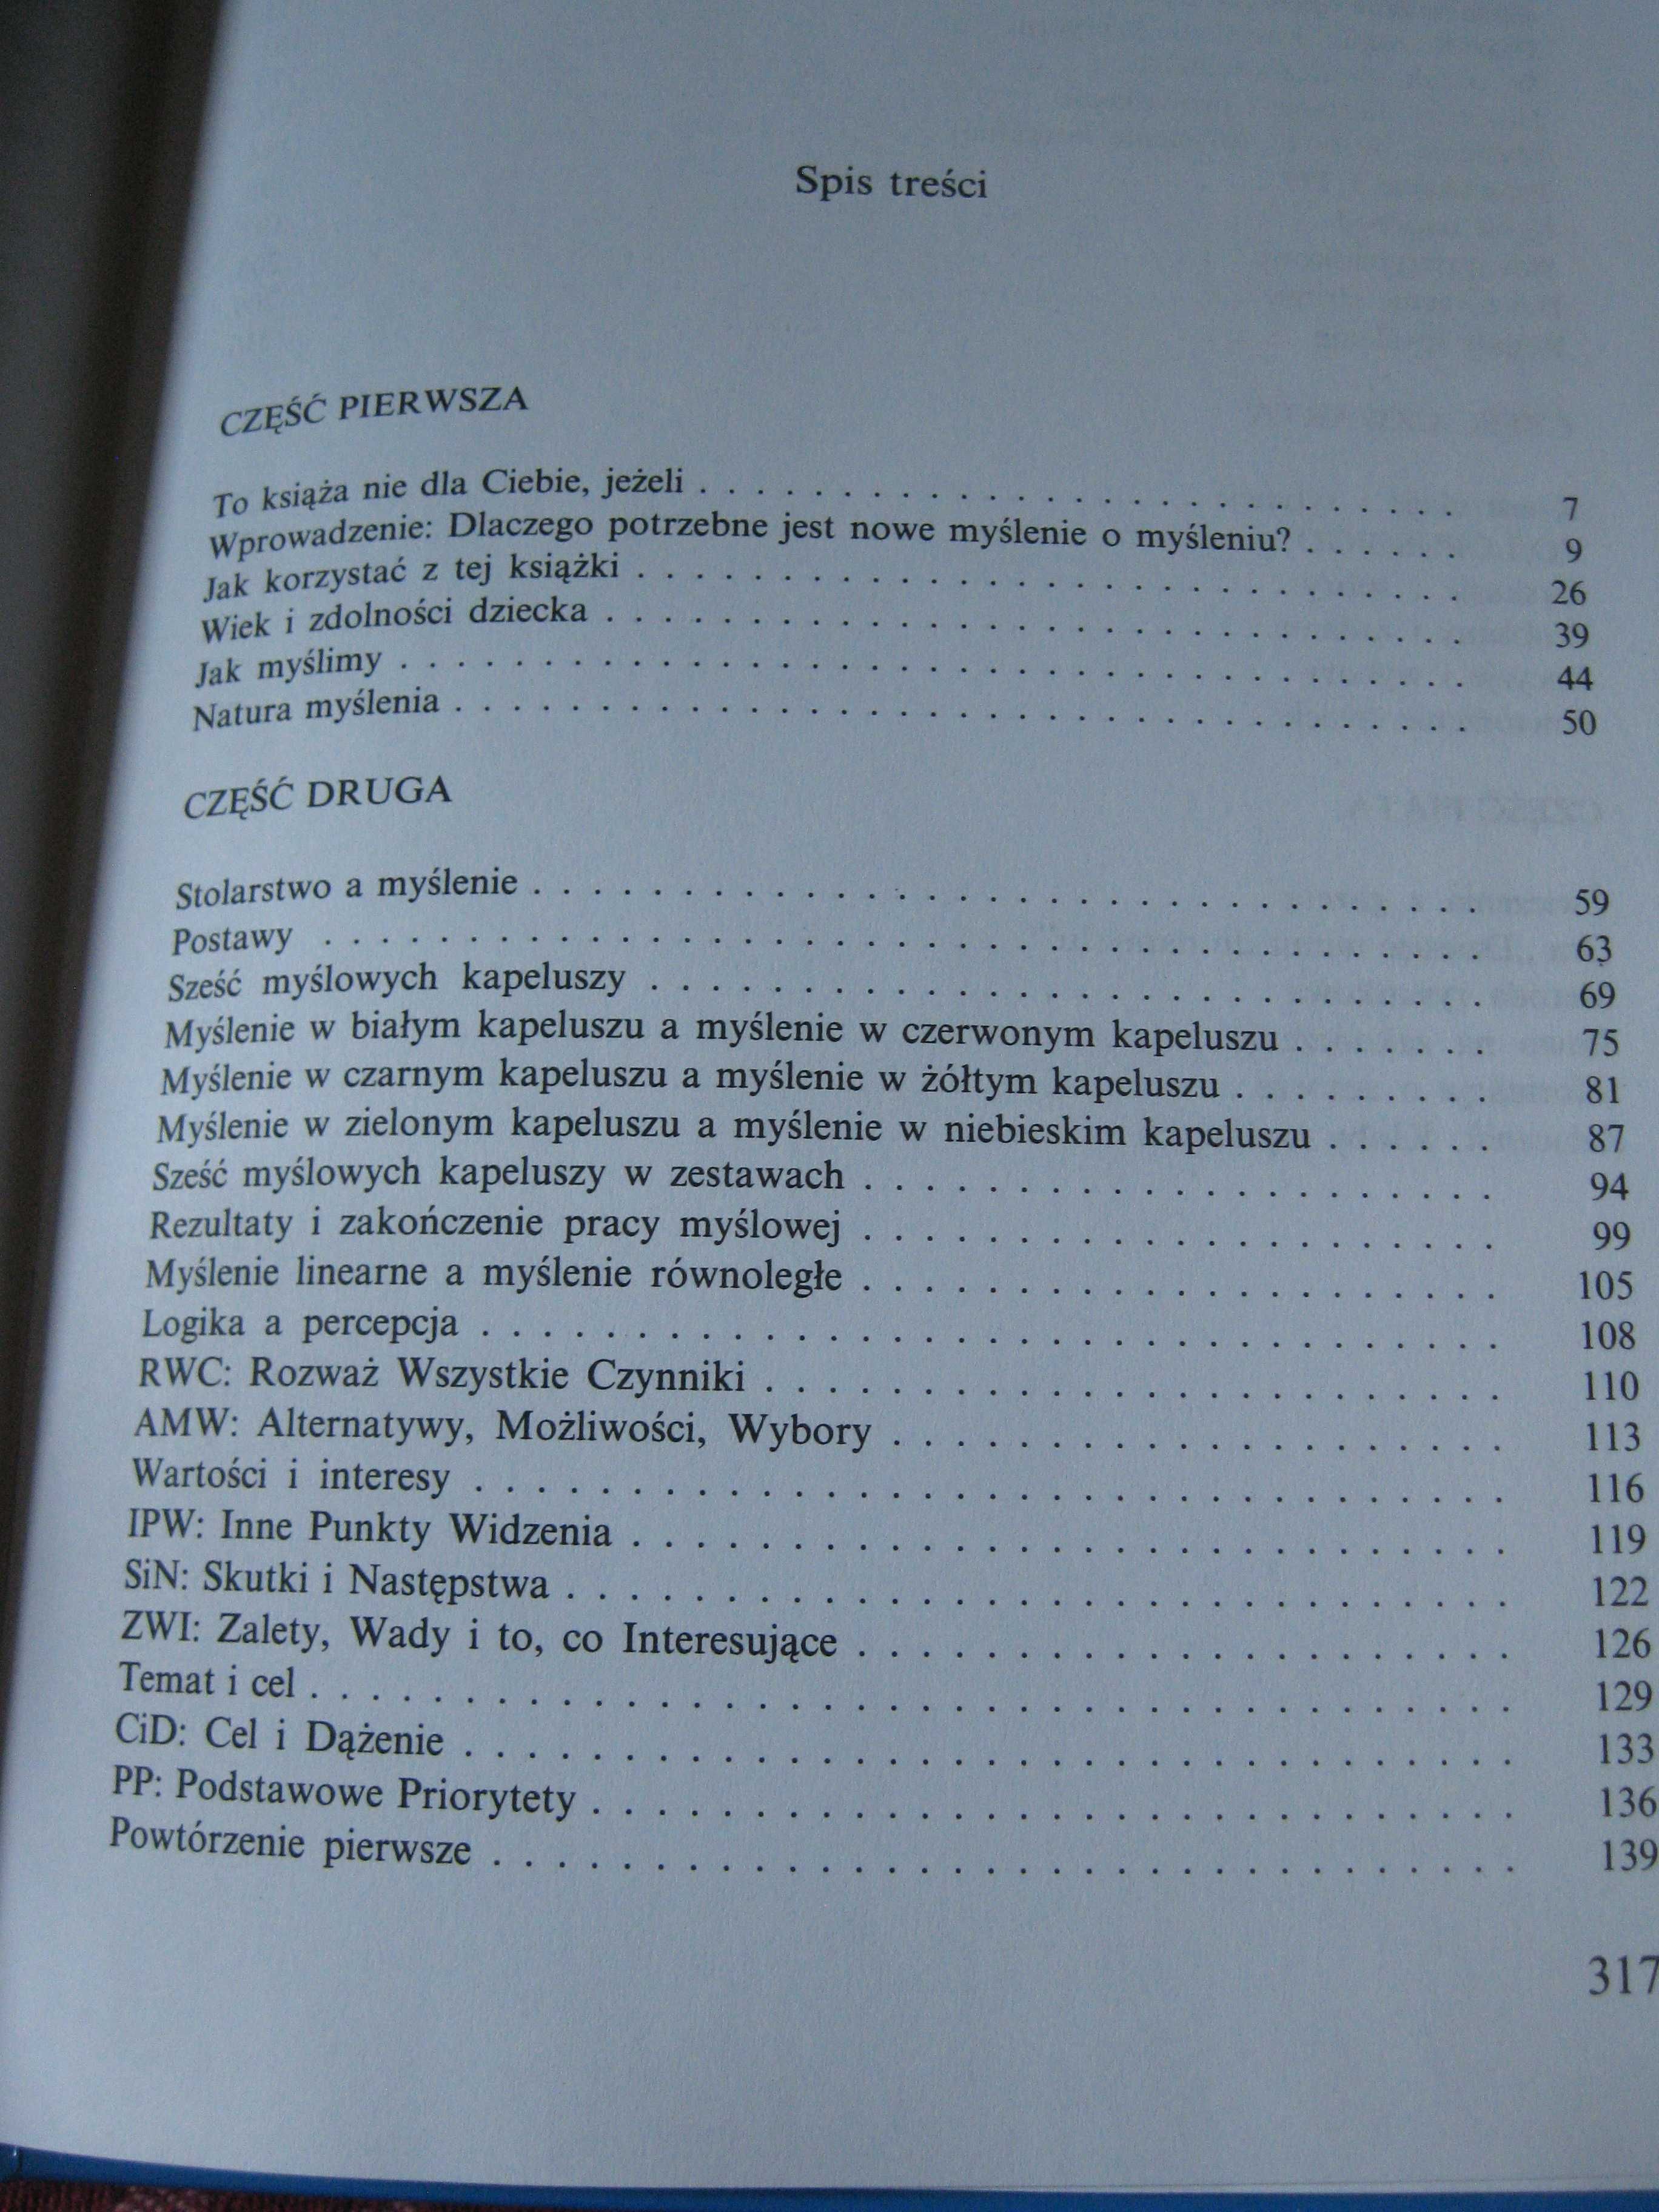 Spis treści
CZĘŚĆ PIERWSZA
To książa nie dla Ciebie, jeżeli . . . . . . . . . . . . . . . . . . . . . . . . . . . 7
Wprowadzenie: Dlaczego potrzebne jest nowe myślenie o myśleniu? . . . . . . 9
Jak korzystać z tej książki . . . . . . . . . . . . . . . . . . . . . . . . . . . . . 26
Wiek i zdolności dziecka . . . . . . . . . . . . . . . . . . . . . . . . . . . . . 39
Jak myślimy . . . . . . . . . . . . . . . . . . . . . . . . . . . . . . . . . . . . 44
Natura myślenia . . . . . . . . . . . . . . . . . . . . . . . . . . . . . . . . . . 50
CZĘŚĆ DRUGA
Stolarstwo a myślenie . . . . . . . . . . . . . . . . . . . . . . . . . . . . . . . 59
Postawy . . . . . . . . . . . . . . . . . . . . . . . . . . . . . . . . . . . . . . 63
Sześć myślowych kapeluszy . . . . . . . . . . . . . . . . . . . . . . . . . . . 69
Myślenie w białym kapeluszu a myślenie w czerwonym kapeluszu . . . . . . . 75
Myślenie w czarnym kapeluszu a myślenie w żółtym kapeluszu . . . . . . . . . 81
Myślenie w zielonym kapeluszu a myślenie w niebieskim kapeluszu . . . . . . 87
Sześć myślowych kapeluszy w zestawach . . . . . . . . . . . . . . . . . . . . 94
Rezultaty i zakończenie pracy myślowej . . . . . . . . . . . . . . . . . . . . 99
Myślenie linearne a myślenie równoległe . . . . . . . . . . . . . . . . . . . . 105
Logika a percepcja . . . . . . . . . . . . . . . . . . . . . . . . . . . . . . . . 108
RWC: Rozważ Wszystkie Czynniki . . . . . . . . . . . . . . . . . . . . . . . 110
AMW: Alternatywy, Możliwości, Wybory . . . . . . . . . . . . . . . . . . . 113
Wartości i interesy . . . . . . . . . . . . . . . . . . . . . . . . . . . . . . . . 116
IPW: Inne Punkty Widzenia . . . . . . . . . . . . . . . . . . . . . . . . . . . 119
SiN: Skutki i Następstwa . . . . . . . . . . . . . . . . . . . . . . . . . . . . . 122
ZWI: Zalety, Wady i to, co Interesujące . . . . . . . . . . . . . . . . . . . . 126
Temat i cel . . . . . . . . . . . . . . . . . . . . . . . . . . . . . . . . . . . . . 129
CiD: Cel i Dążenie . . . . . . . . . . . . . . . . . . . . . . . . . . . . . . . . 133
PP: Podstawowe Priorytety . . . . . . . . . . . . . . . . . . . . . . . . . . . . 136
Powtórzenie pierwsze . . . . . . . . . . . . . . . . . . . . . . . . . . . . . . . 139
317